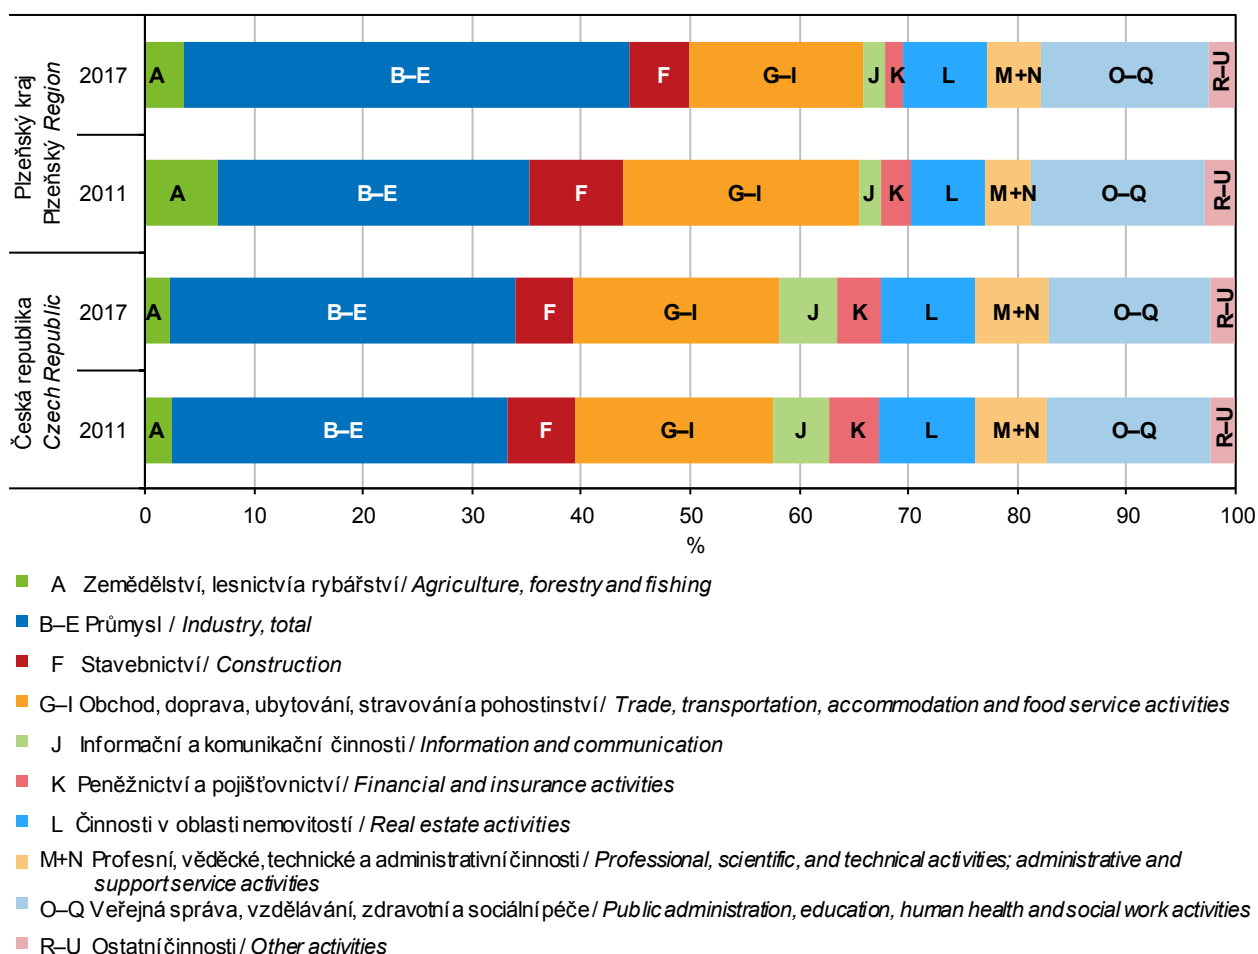 Plzeňský kraj
Plzeňský Region
2017
A B–E F G–I J K L M+N O–Q R–U
2011
A B–E F G–I J K L M+N O–Q R–U
Česká republika
Czech Republic
2017
A B–E F G–I J K L M+N O–Q R–U
2011
A B–E F G–I J K L M+N O–Q R–U
0 10 20 30 40 50 60 70 80 90 100
%
A Zemědělství, lesnictví a rybářství / Agriculture, forestry and fishing
B–E Průmysl / Industry, total
F Stavebnictví / Construction
G–I Obchod, doprava, ubytování, stravování a pohostinství / Trade, transportation, accommodation and food service activities
J Informační a komunikační činnosti / Information and communication
K Peněžnictví a pojišťovnictví / Financial and insurance activities
L Činnosti v oblasti nemovitostí / Real estate activities
M+N Profesní, věděcké, technické a administrativní činnosti / Professional, scientific, and technical activities; administrative and
support service activities
O–Q Veřejná správa, vzdělávání, zdravotní a sociální péče / Public administration, education, human health and social work activities
R–U Ostatní činnosti / Other activities